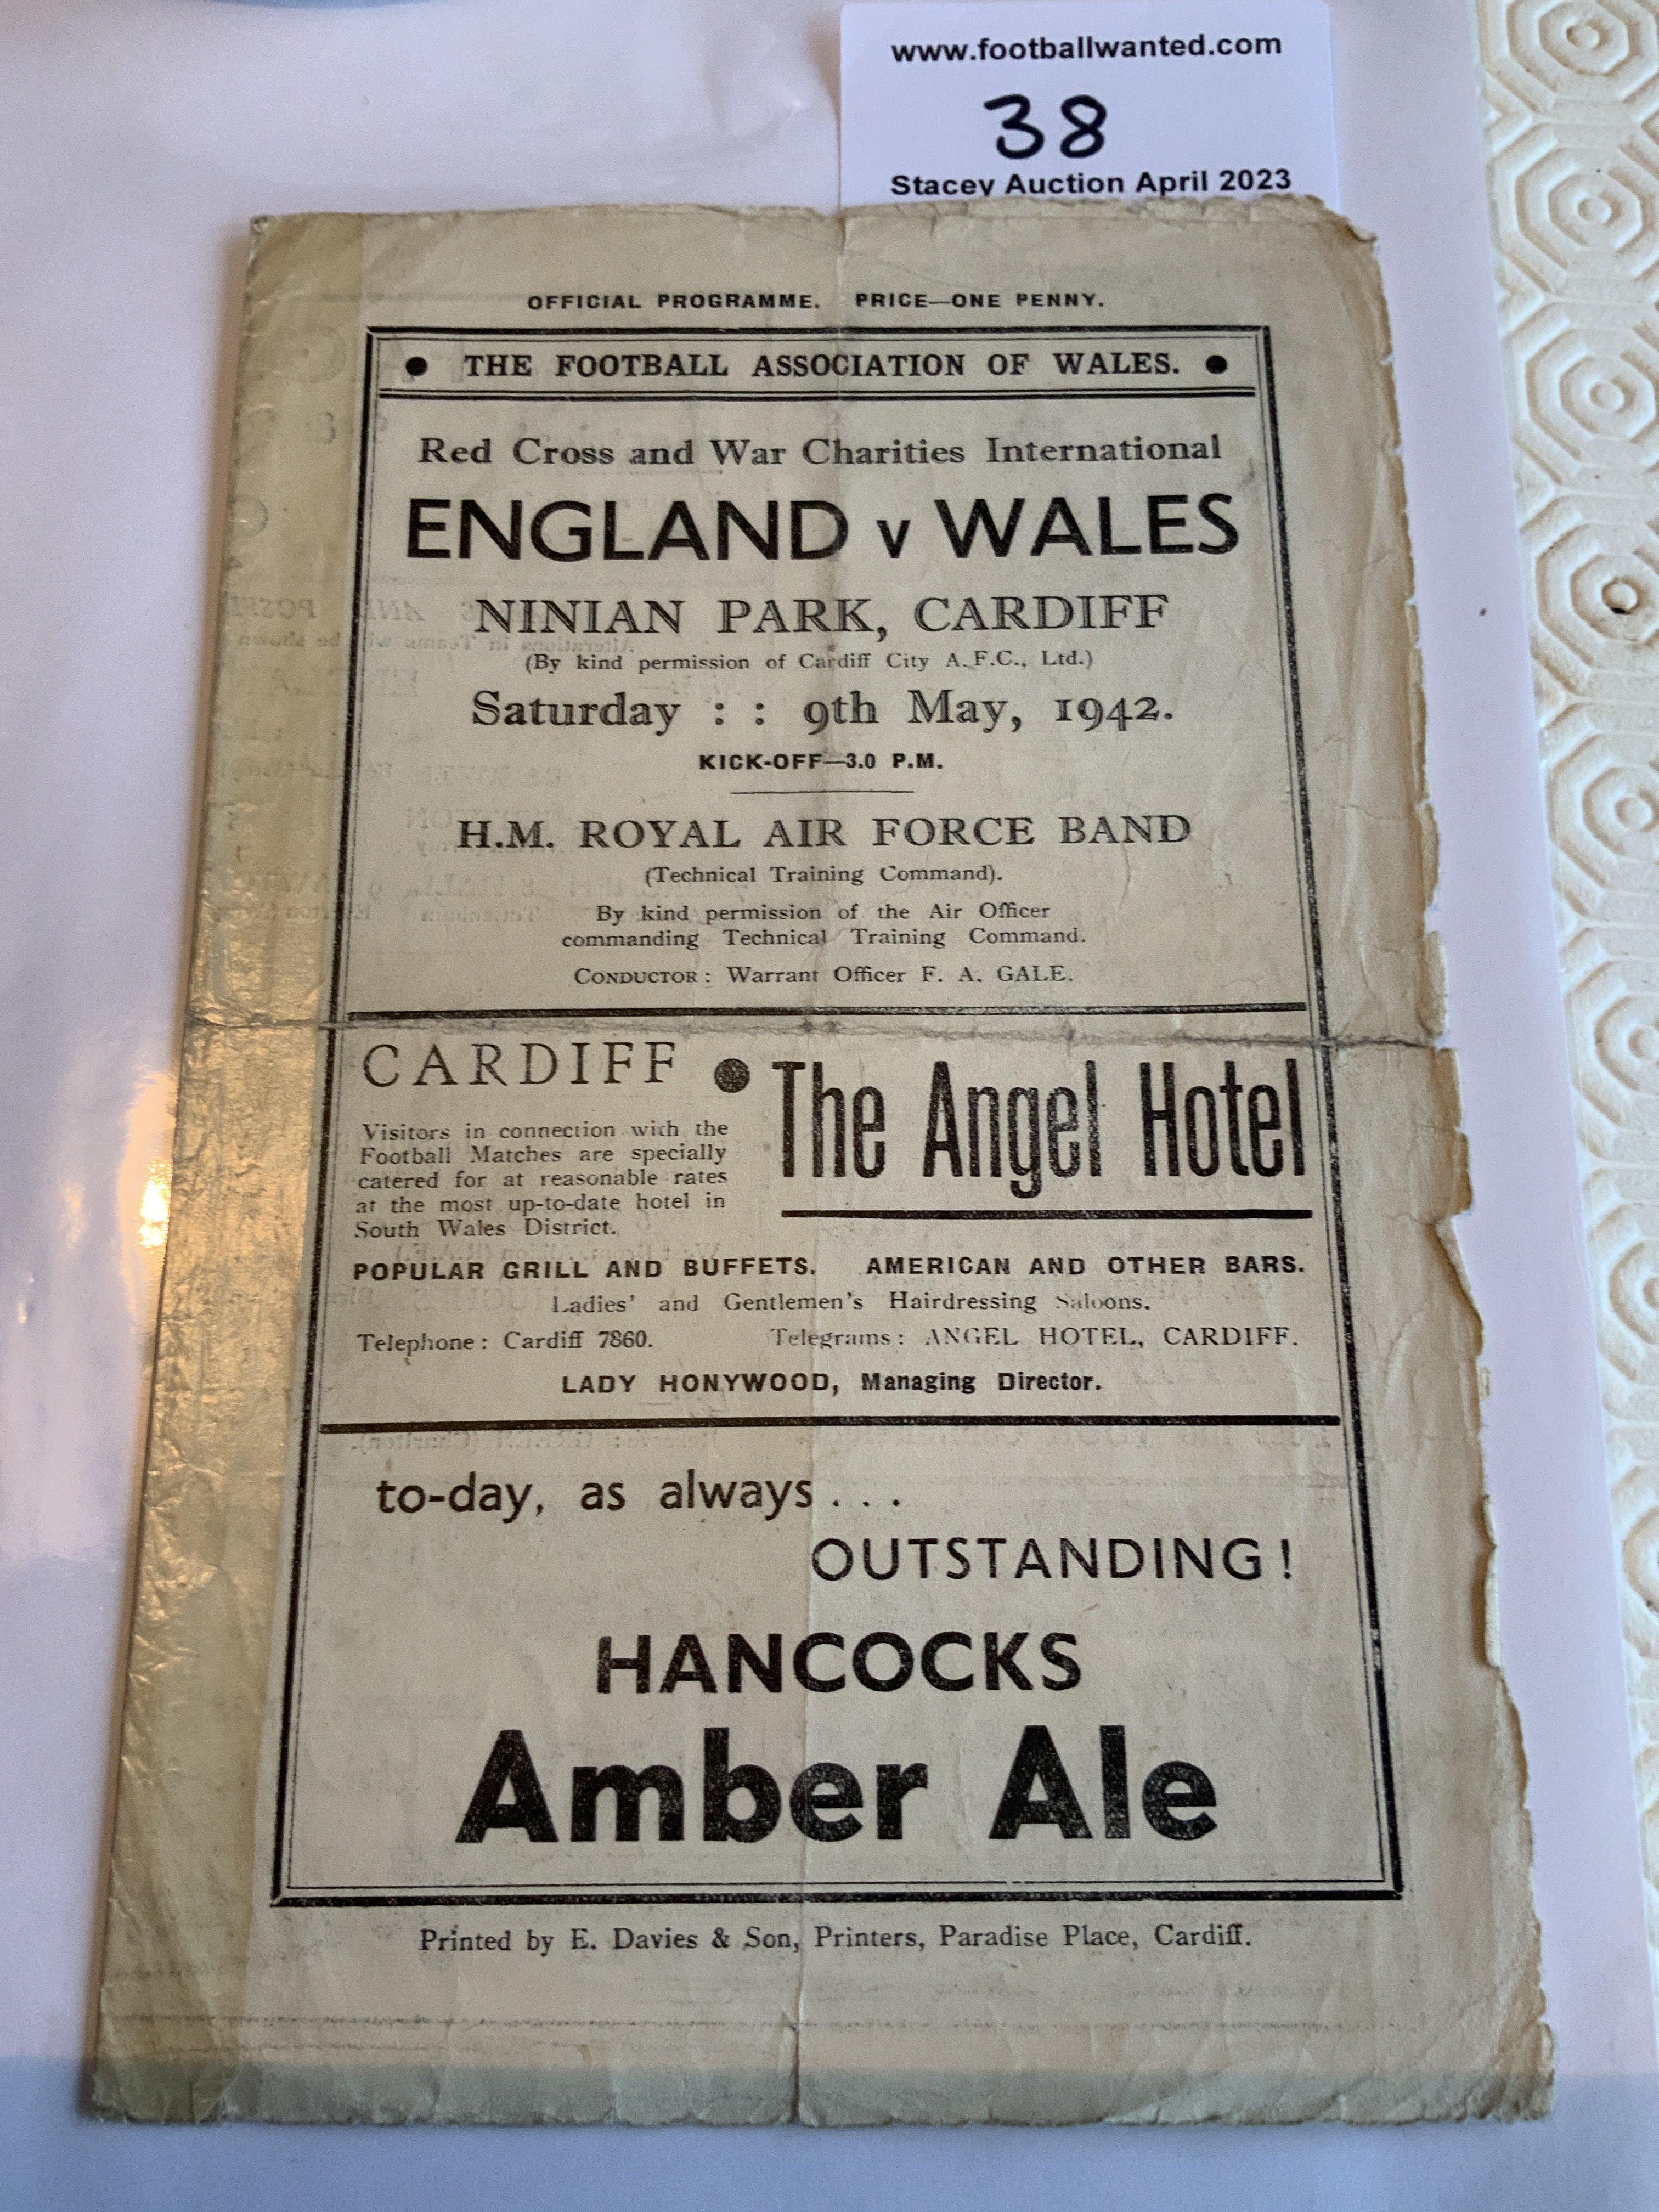 www.footballwanted.com
38
Stacey Auction April 2023
OFFICIAL PROGRAMME. PRICE—ONE PENNY.
● THE FOOTBALL ASSOCIATION OF WALES. ●
Red Cross and War Charities International
ENGLAND v WALES
NINIAN PARK, CARDIFF
(By kind permission of Cardiff City A.F.C., Ltd.)
Saturday : : 9th May, 1942.
KICK-OFF—3.0 P.M.
H.M. ROYAL AIR FORCE BAND
(Technical Training Command).
By kind permission of the Air Officer
commanding Technical Training Command.
CONDUCTOR : Warrant Officer F. A. GALE.
CARDIFF ● The Angel Hotel
Visitors in connection with the
Football Matches are specially
catered for at reasonable rates
at the most up-to-date hotel in
South Wales District.
POPULAR GRILL AND BUFFETS. AMERICAN AND OTHER BARS.
Ladies' and Gentlemen's Hairdressing Saloons.
Telephone : Cardiff 7860. Telegrams : ANGEL HOTEL, CARDIFF.
LADY HONYWOOD, Managing Director.
to-day, as always . . .
OUTSTANDING !
HANCOCKS
Amber Ale
Printed by E. Davies & Son, Printers, Paradise Place, Cardiff.